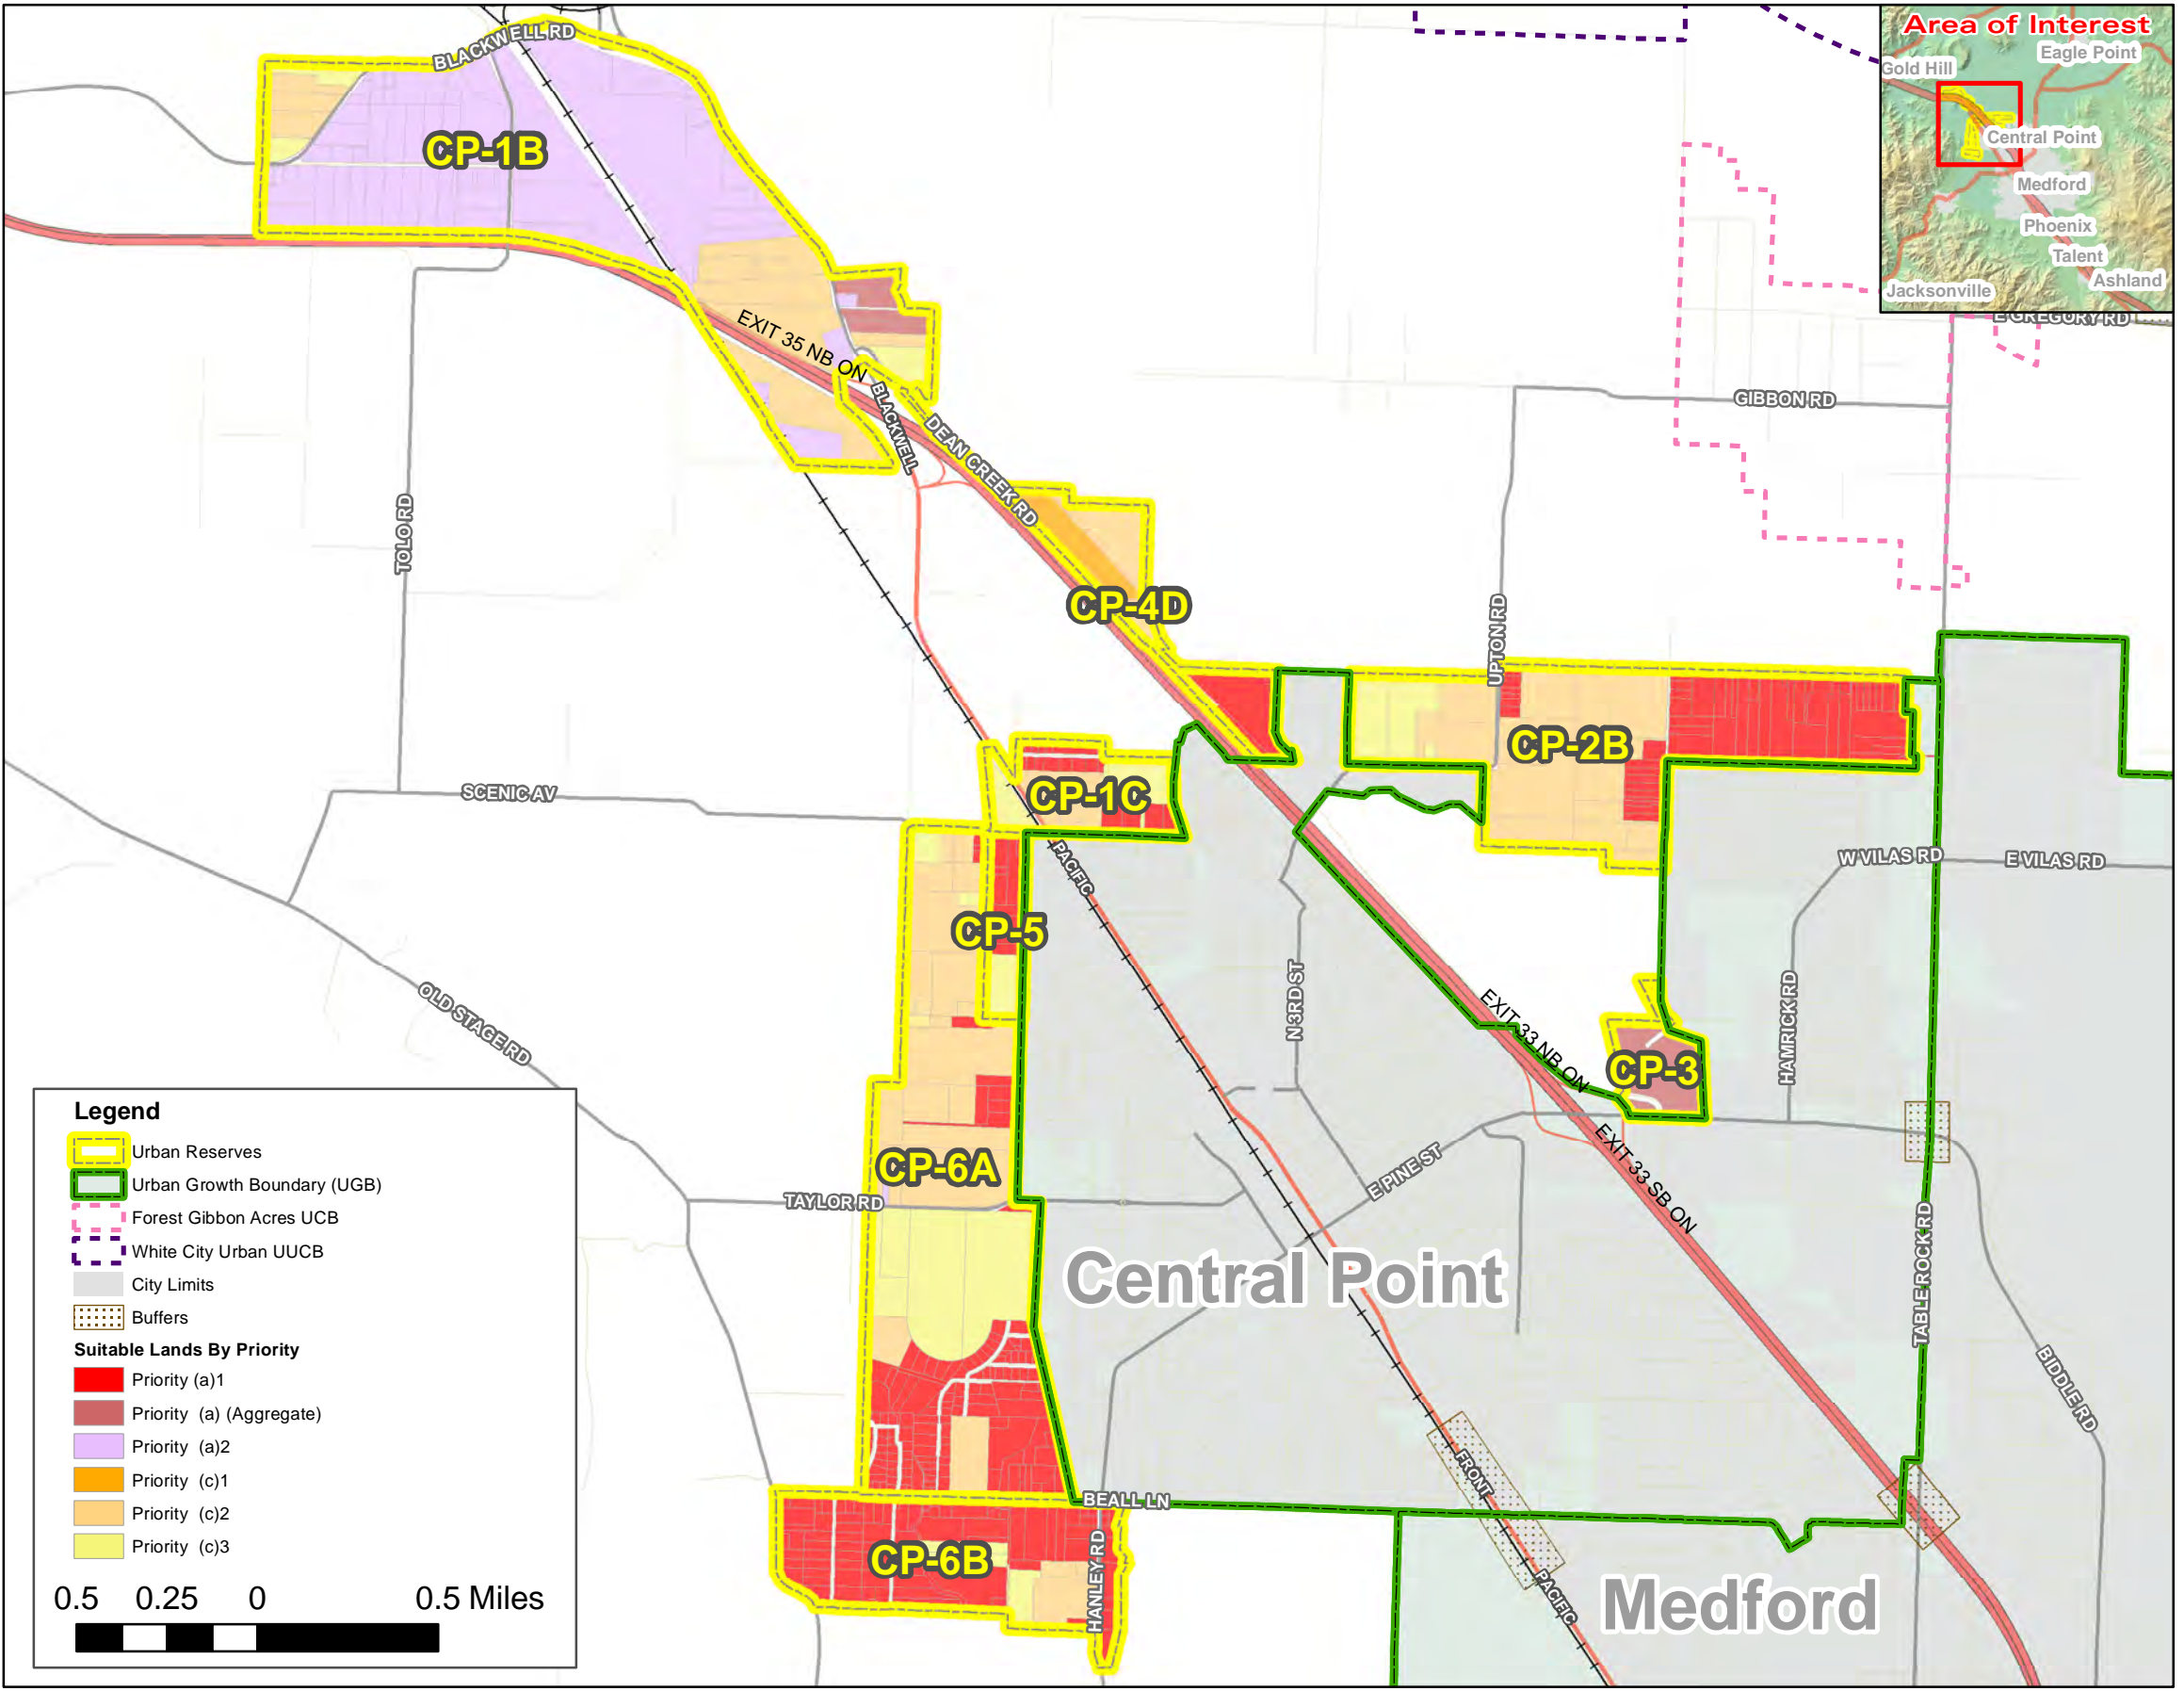 BLACKWELL RD
CP-1B
Area of Interest
Eagle Point
Gold Hill
Central Point
Medford
Phoenix
Talent
Ashland
Jacksonville
E GREGORY RD
EXIT 35 NB ON
BLACKWELL
DEAN CREEK RD
GIBBON RD
TOLO RD
CP-4D
UPTON RD
CP-2B
SCENIC AV
CP-1C
PACIFIC
W VILAS RD
E VILAS RD
CP-5
OLD STAGE RD
N 3RD ST
EXIT 33 NB ON
HAMRICK RD
CP-3
CP-6A
TAYLOR RD
E PINE ST
EXIT 33 SB ON
TABLE ROCK RD
Central Point
BIDDLE RD
FRONT
BEALL LN
HANLEY RD
CP-6B
PACIFIC
Medford
Legend
Urban Reserves
Urban Growth Boundary (UGB)
Forest Gibbon Acres UCB
White City Urban UUCB
City Limits
Buffers
Suitable Lands By Priority
Priority (a)1
Priority (a) (Aggregate)
Priority (a)2
Priority (c)1
Priority (c)2
Priority (c)3
0.5 0.25 0 0.5 Miles